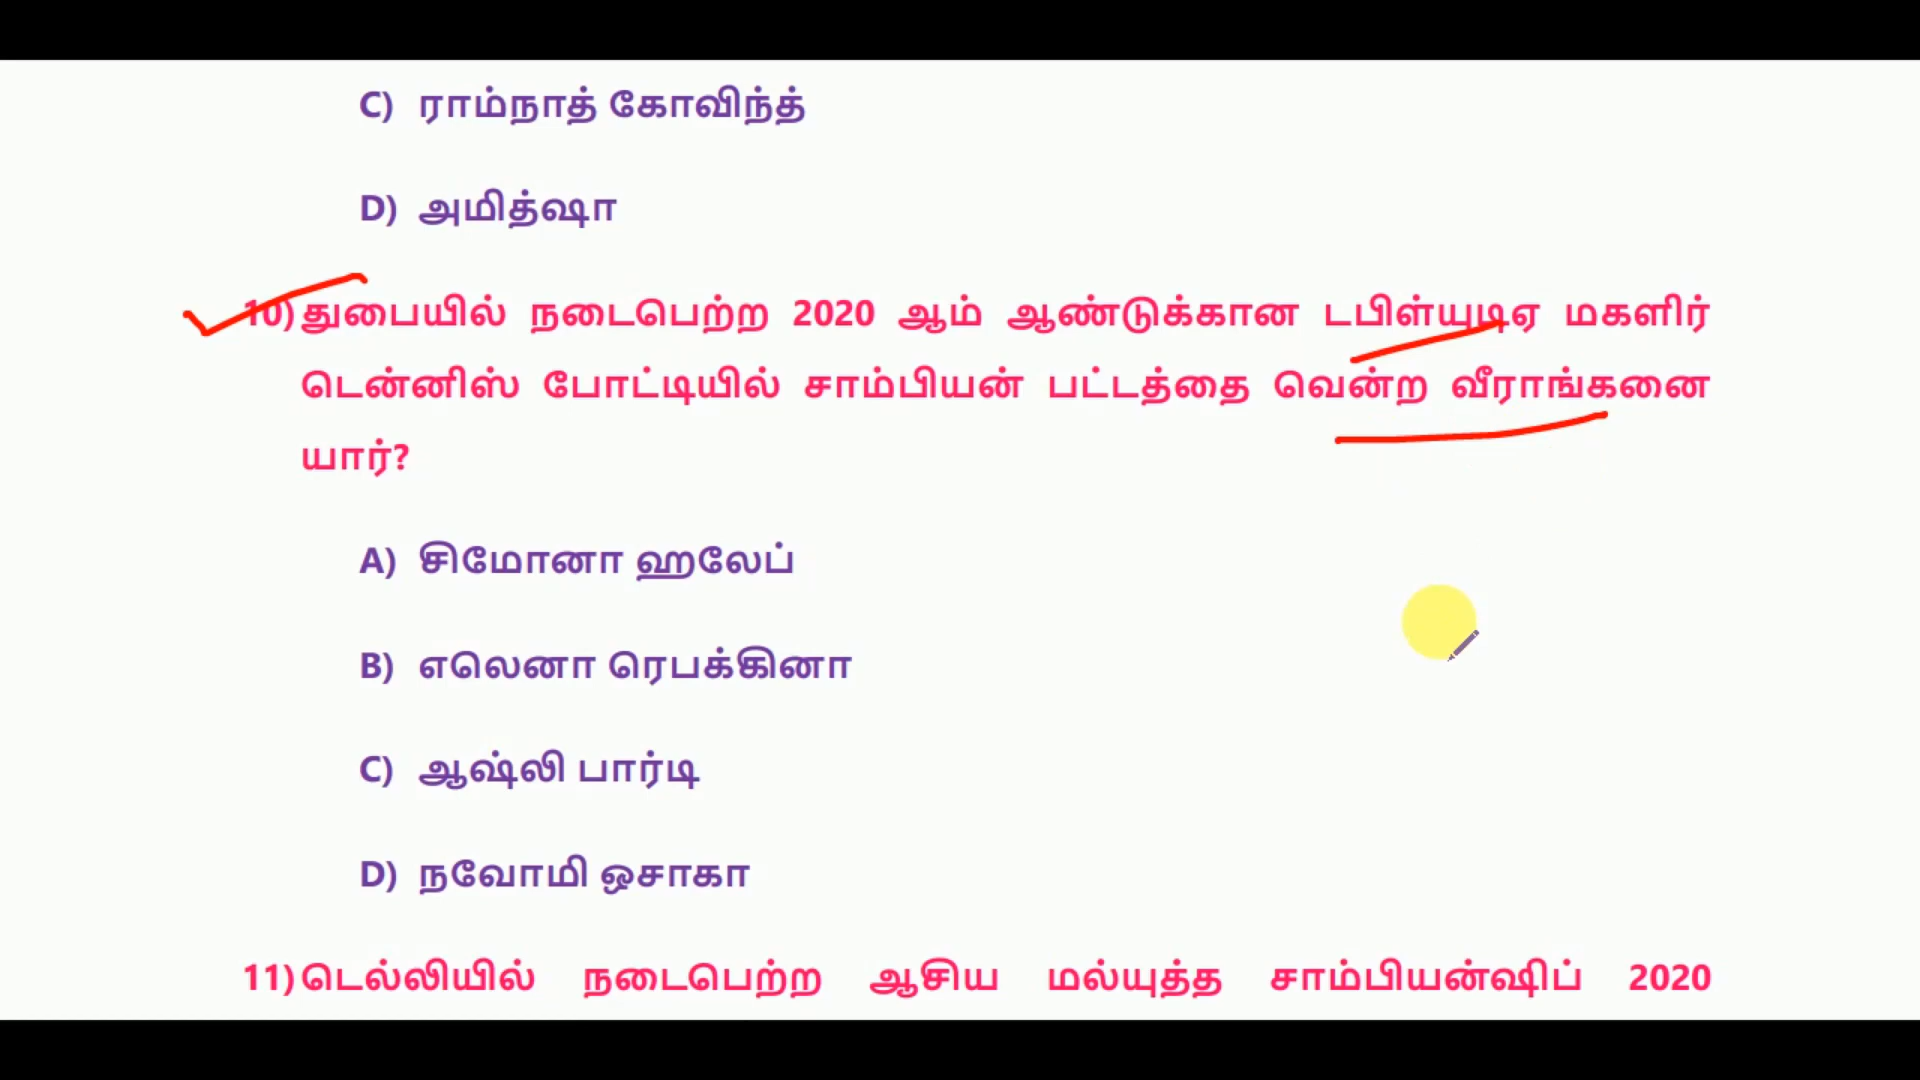 C) ராம்நாத் கோவிந்த்
D) அமித்ஷா
10) துபையில் நடைபெற்ற 2020 ஆம் ஆண்டுக்கான டபிள்யுடிஏ மகளிர்
டென்னிஸ் போட்டியில் சாம்பியன் பட்டத்தை வென்ற வீராங்கனை
யார்?
A) சிமோனா ஹலேப்
B) எலெனா ரெபக்கினா
C) ஆஷ்லி பார்டி
D) நவோமி ஒசாகா
11) டெல்லியில் நடைபெற்ற ஆசிய மல்யுத்த சாம்பியன்ஷிப் 2020